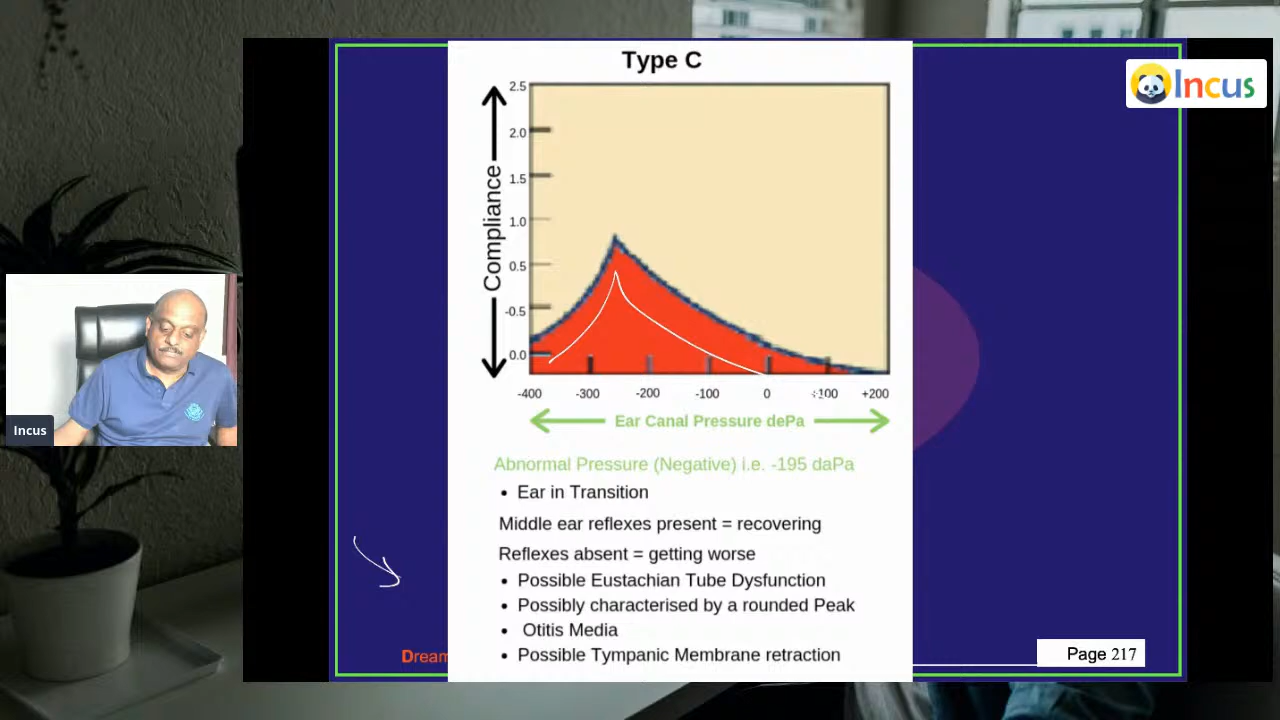 Type C
Incus
2.5
2.0
1.5
1.0
0.5
-0.5
0.0
Compliance
-400 -300 -200 -100 0 -:-100 +200
Ear Canal Pressure dePa
Incus
Abnormal Pressure (Negative) i.e. -195 daPa
• Ear in Transition
Middle ear reflexes present = recovering
Reflexes absent = getting worse
• Possible Eustachian Tube Dysfunction
• Possibly characterised by a rounded Peak
• Otitis Media
• Possible Tympanic Membrane retraction
Dream
Page 217